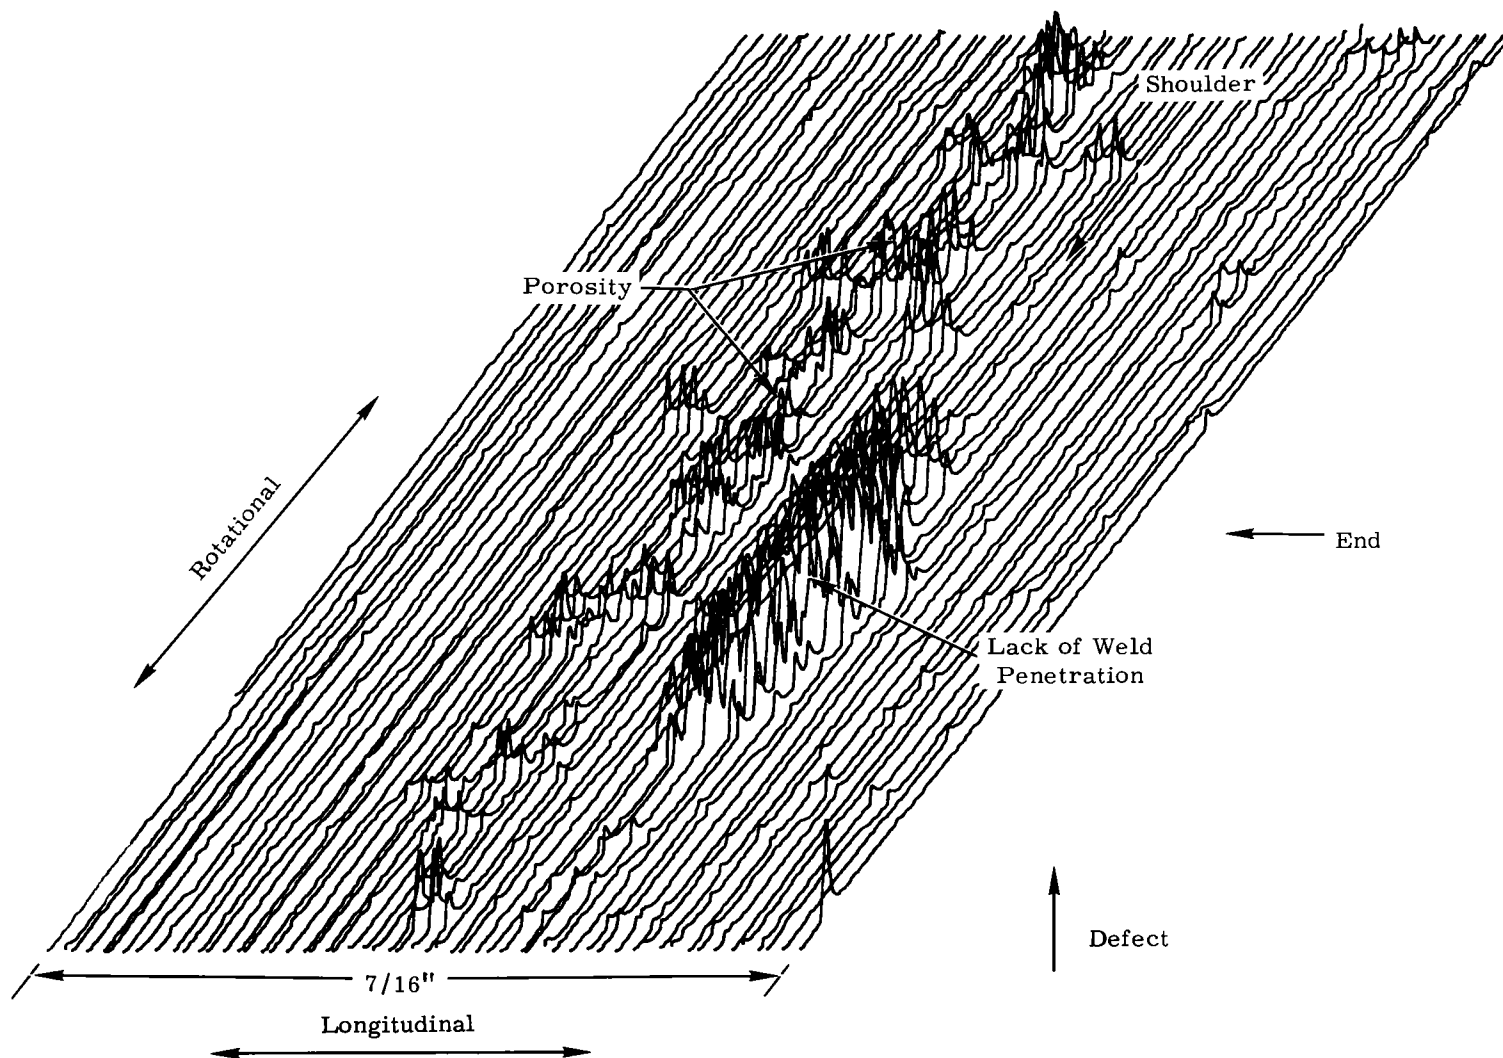 Shoulder
Porosity
Rotational
End
Lack of Weld
Penetration
Defect
7/16"
Longitudinal